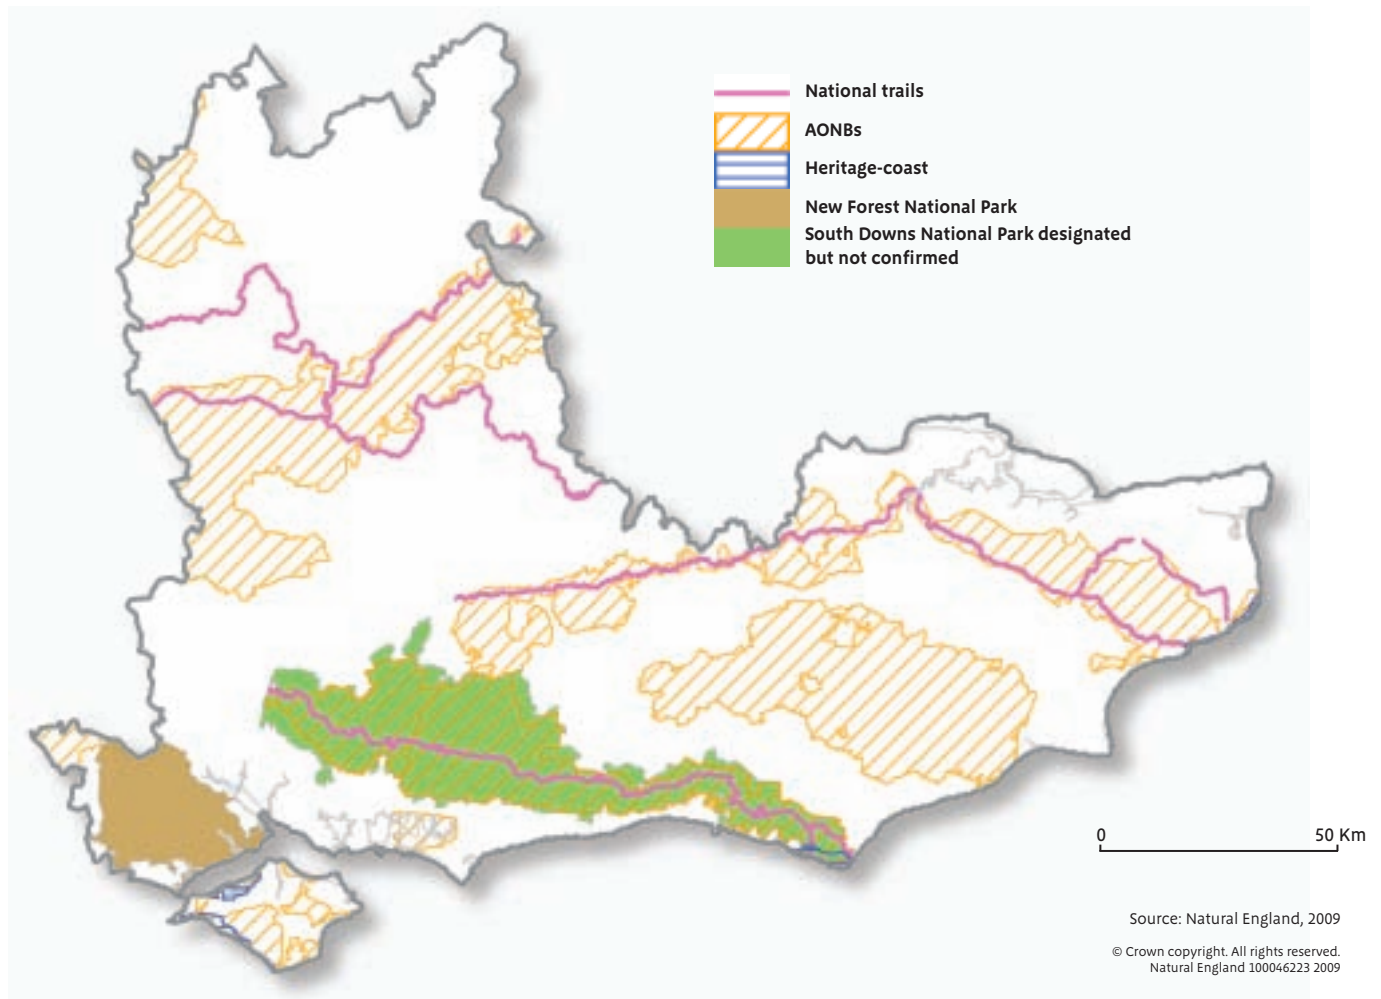 National trails
AONBs
Heritage-coast
New Forest National Park
South Downs National Park designated
but not confirmed
0 50 Km
Source: Natural England, 2009
© Crown copyright. All rights reserved.
Natural England 100046223 2009